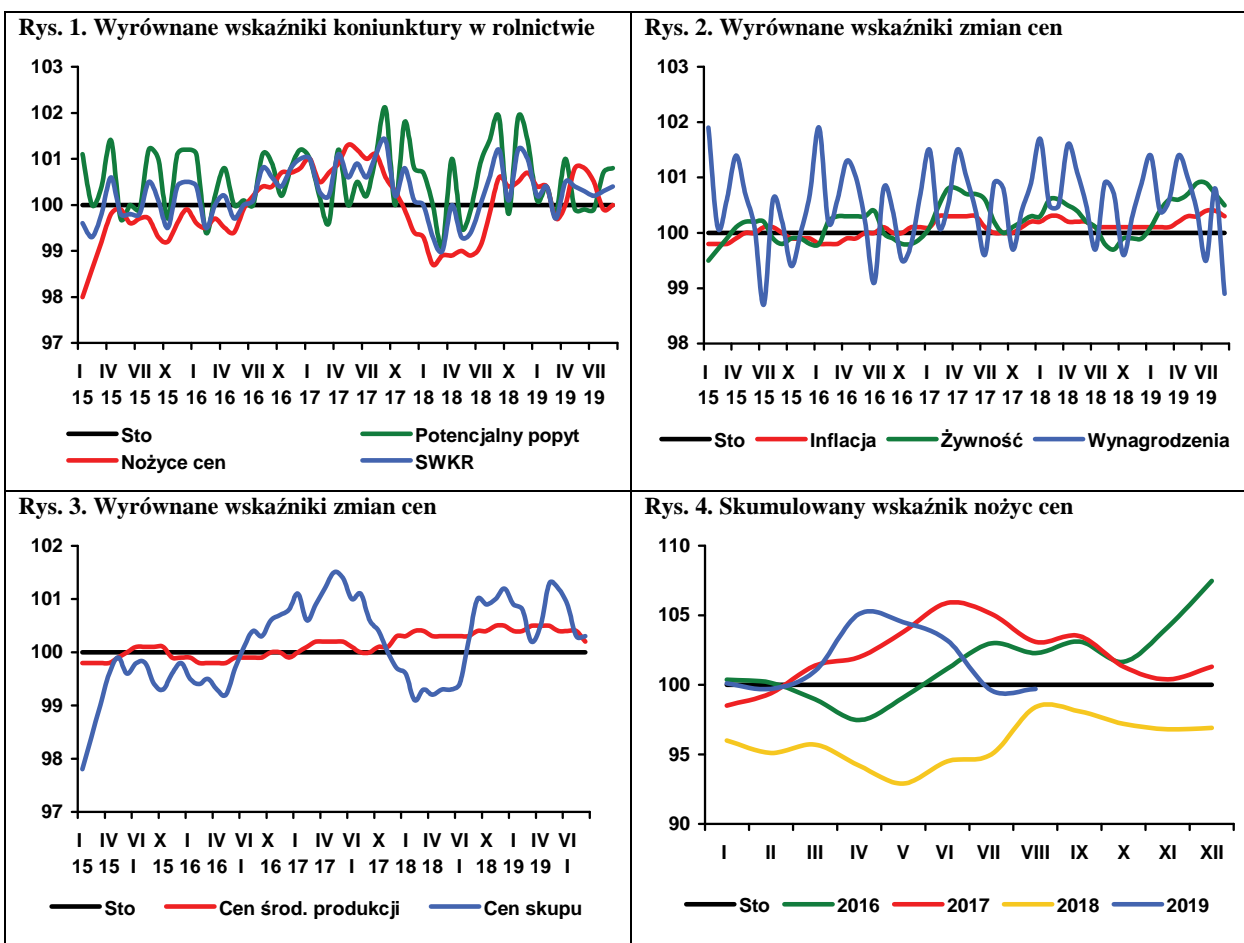 Rys. 1. Wyrównane wskaźniki koniunktury w rolnictwie
103
102
101
100
99
98
97
I IV VII X I IV VII X I IV VII X I IV VII X I IV VII
15 15 15 15 16 16 16 16 17 17 17 17 18 18 18 18 19 19 19
Sto Potencjalny popyt
Nożyce cen SWKR
Rys. 2. Wyrównane wskaźniki zmian cen
103
102
101
100
99
98
I IV VII X I IV VII X I IV VII X I IV VII X I IV VII
15 15 15 15 16 16 16 16 17 17 17 17 18 18 18 18 19 19 19
Sto Inflacja Żywność Wynagrodzenia
Rys. 3. Wyrównane wskaźniki zmian cen
102
101
100
99
98
97
I IV VI X I IV VI X I IV VI X I IV VI X I IV VI
15 15 I 15 16 16 I 16 17 17 I 17 18 18 I 18 19 19 I
Sto Cen środ. produkcji Cen skupu
Rys. 4. Skumulowany wskaźnik nożyc cen
110
105
100
95
90
I II III IV V VI VII VIII IX X XI XII
Sto 2016 2017 2018 2019